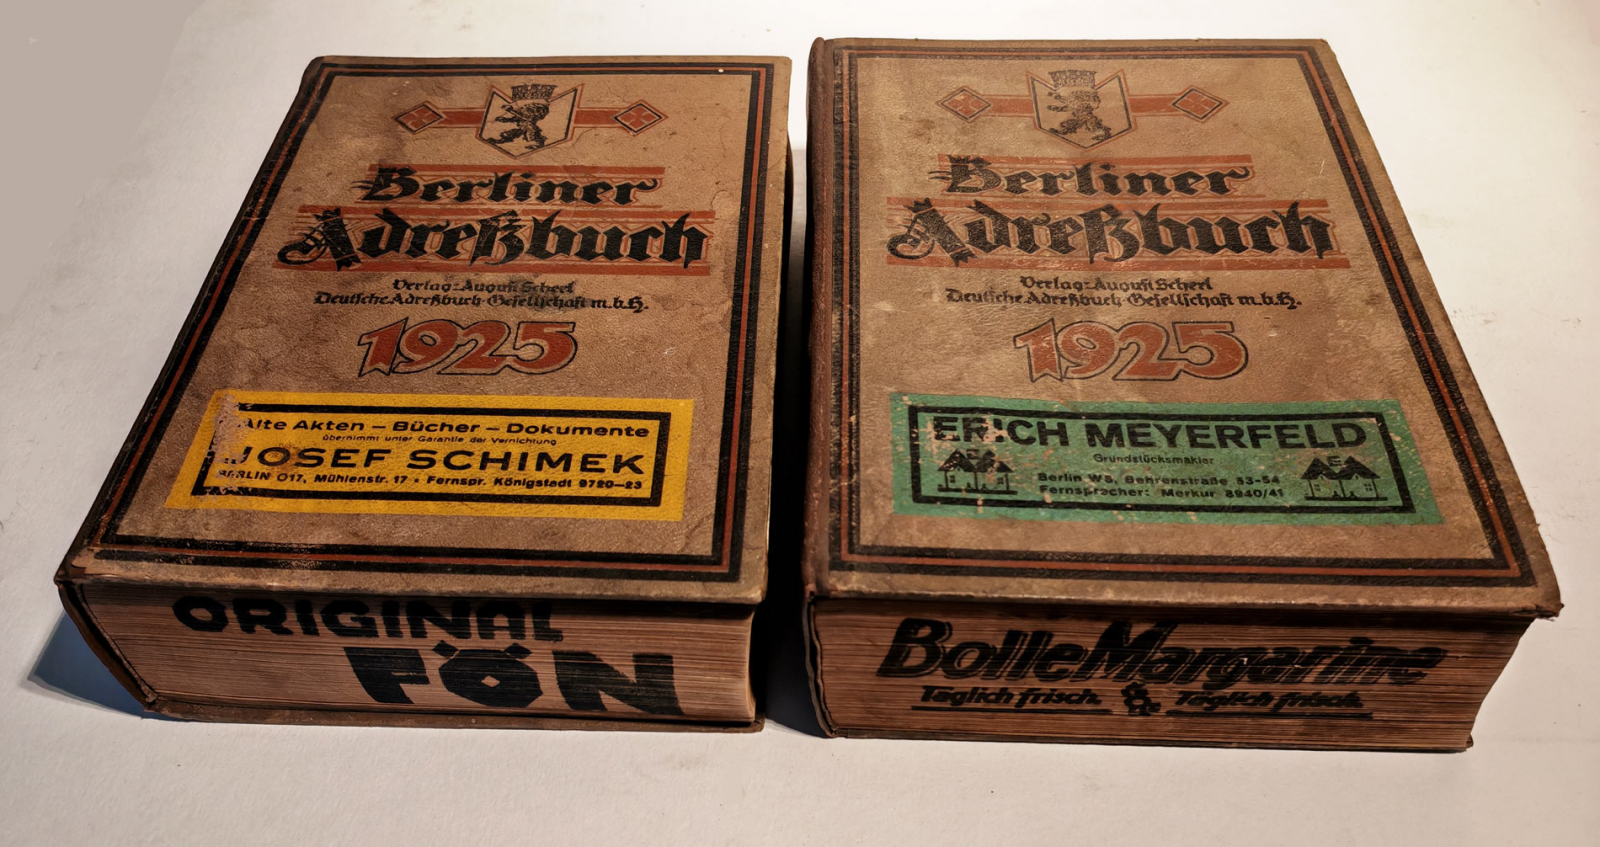 Berliner
Adreßbuch
Verlag: August Scherl
Deutsche Adreßbuch-Gesellschaft m.b.H.
1925
Alte Akten – Bücher – Dokumente
übernimmt unter Garantie der Vernichtung
JOSEF SCHIMEK
BERLIN O17, Mühlenstr. 17 • Fernspr. Königstadt 9720–23
ORIGINAL
FÖN
Berliner
Adreßbuch
Verlag: August Scherl
Deutsche Adreßbuch-Gesellschaft m.b.H.
1925
ERICH MEYERFELD
Grundstücksmakler
Berlin W8, Behrenstraße 53-54
Fernsprecher: Merkur 8940/41
Bolle Margarine
Täglich frisch. Täglich frisch.